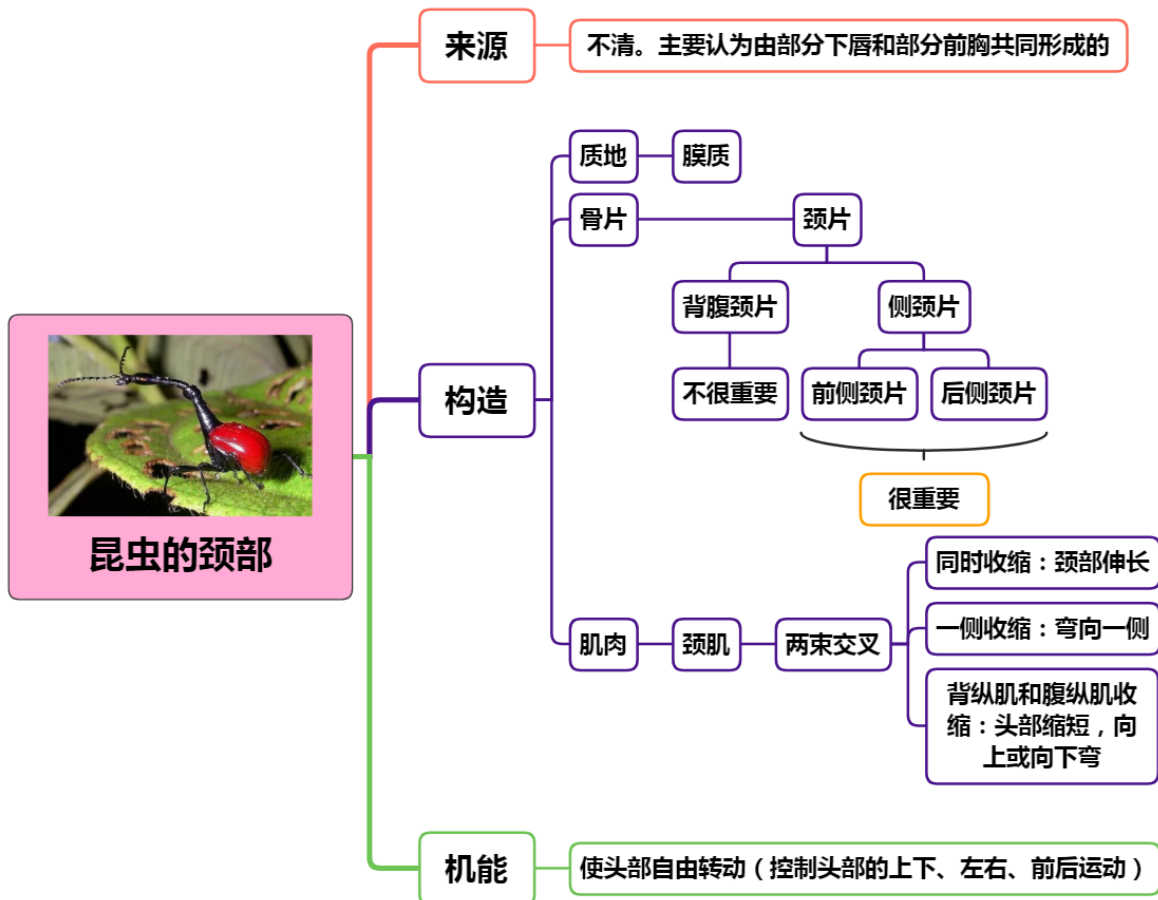 来源
不清。主要认为由部分下唇和部分前胸共同形成的
质地
膜质
骨片
颈片
背腹颈片
侧颈片
不很重要
前侧颈片
后侧颈片
很重要
昆虫的颈部
构造
肌肉
颈肌
两束交叉
同时收缩：颈部伸长
一侧收缩：弯向一侧
背纵肌和腹纵肌收
缩：头部缩短，向
上或向下弯
机能
使头部自由转动（控制头部的上下、左右、前后运动）